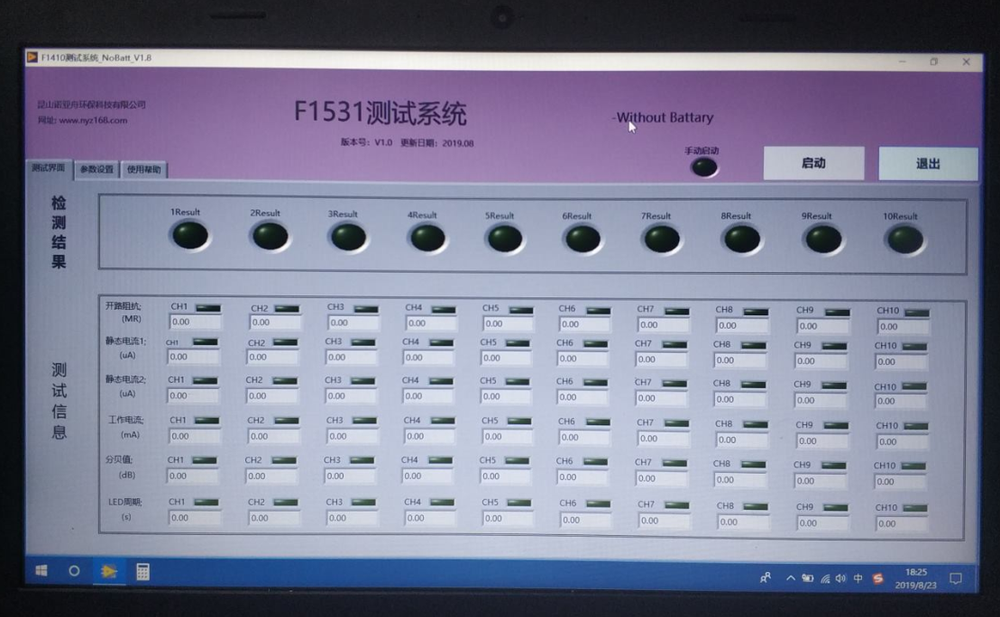 F1410测试系统_NoBatt_V1.8
昆山诺亚舟环保科技有限公司
网址: www.nyz168.com
F1531测试系统
-Without Battary
版本号: V1.0 更新日期: 2019.08
手动启动
启动
退出
测试界面 参数设置 使用帮助
检测结果
1Result 2Result 3Result 4Result 5Result 6Result 7Result 8Result 9Result 10Result
测试信息
开路阻抗; CH1 CH2 CH3 CH4 CH5 CH6 CH7 CH8 CH9 CH10
(MR) 0.00 0.00 0.00 0.00 0.00 0.00 0.00 0.00 0.00 0.00
静态电流1; CH1 CH2 CH3 CH4 CH5 CH6 CH7 CH8 CH9 CH10
(uA) 0.00 0.00 0.00 0.00 0.00 0.00 0.00 0.00 0.00 0.00
静态电流2; CH1 CH2 CH3 CH4 CH5 CH6 CH7 CH8 CH9 CH10
(uA) 0.00 0.00 0.00 0.00 0.00 0.00 0.00 0.00 0.00 0.00
工作电流; CH1 CH2 CH3 CH4 CH5 CH6 CH7 CH8 CH9 CH10
(mA) 0.00 0.00 0.00 0.00 0.00 0.00 0.00 0.00 0.00 0.00
分贝值; CH1 CH2 CH3 CH4 CH5 CH6 CH7 CH8 CH9 CH10
(dB) 0.00 0.00 0.00 0.00 0.00 0.00 0.00 0.00 0.00 0.00
LED周期; CH1 CH2 CH3 CH4 CH5 CH6 CH7 CH8 CH9 CH10
(s) 0.00 0.00 0.00 0.00 0.00 0.00 0.00 0.00 0.00 0.00
中
18:25
2019/8/23